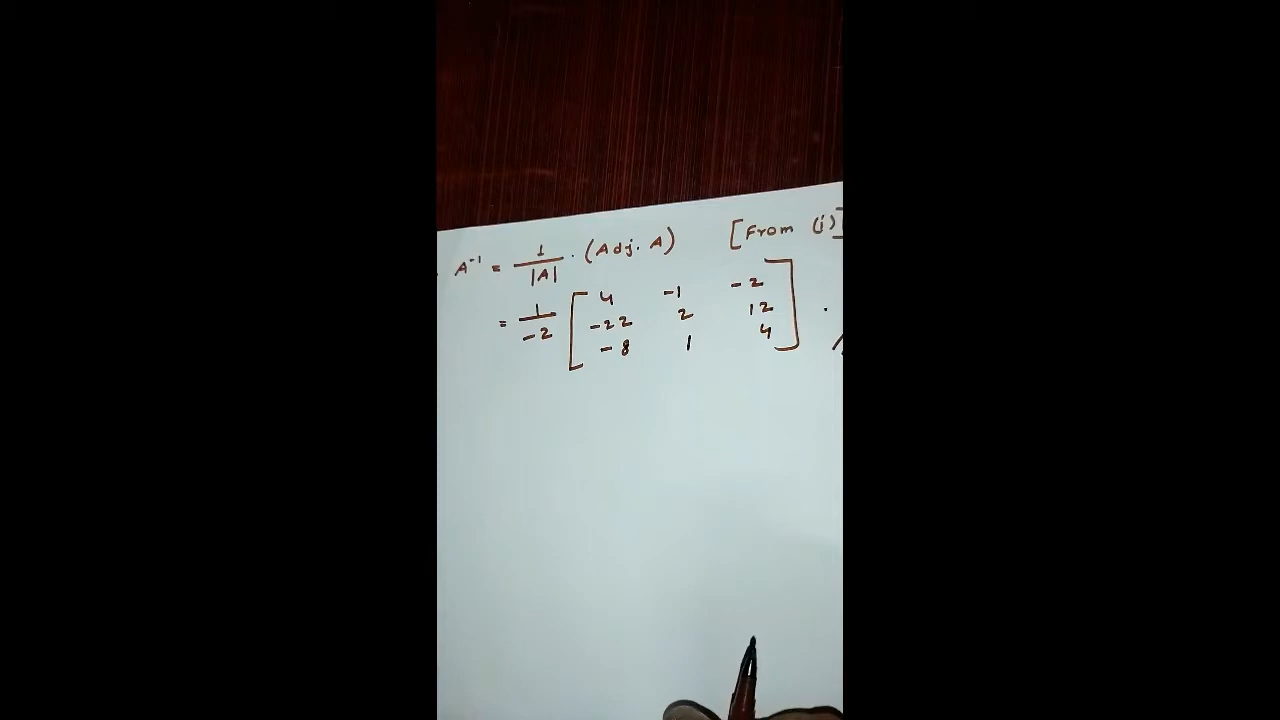 A⁻¹ = 1/|A| · (Adj. A) [From (i)]
= 1/-2 [ 4 -1 -2
-22 2 12
-8 1 4 ] .